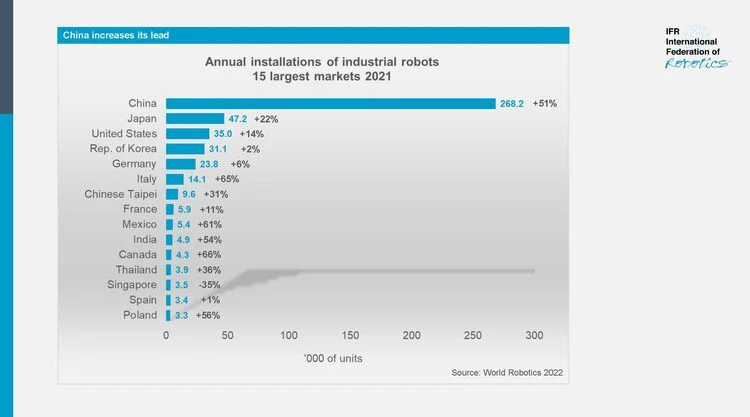 China increases its lead
IFR
International
Federation of
Robotics
Annual installations of industrial robots
15 largest markets 2021
China 268.2 +51%
Japan 47.2 +22%
United States 35.0 +14%
Rep. of Korea 31.1 +2%
Germany 23.8 +6%
Italy 14.1 +65%
Chinese Taipei 9.6 +31%
France 5.9 +11%
Mexico 5.4 +61%
India 4.9 +54%
Canada 4.3 +66%
Thailand 3.9 +36%
Singapore 3.5 -35%
Spain 3.4 +1%
Poland 3.3 +56%
0 50 100 150 200 250 300
'000 of units
Source: World Robotics 2022